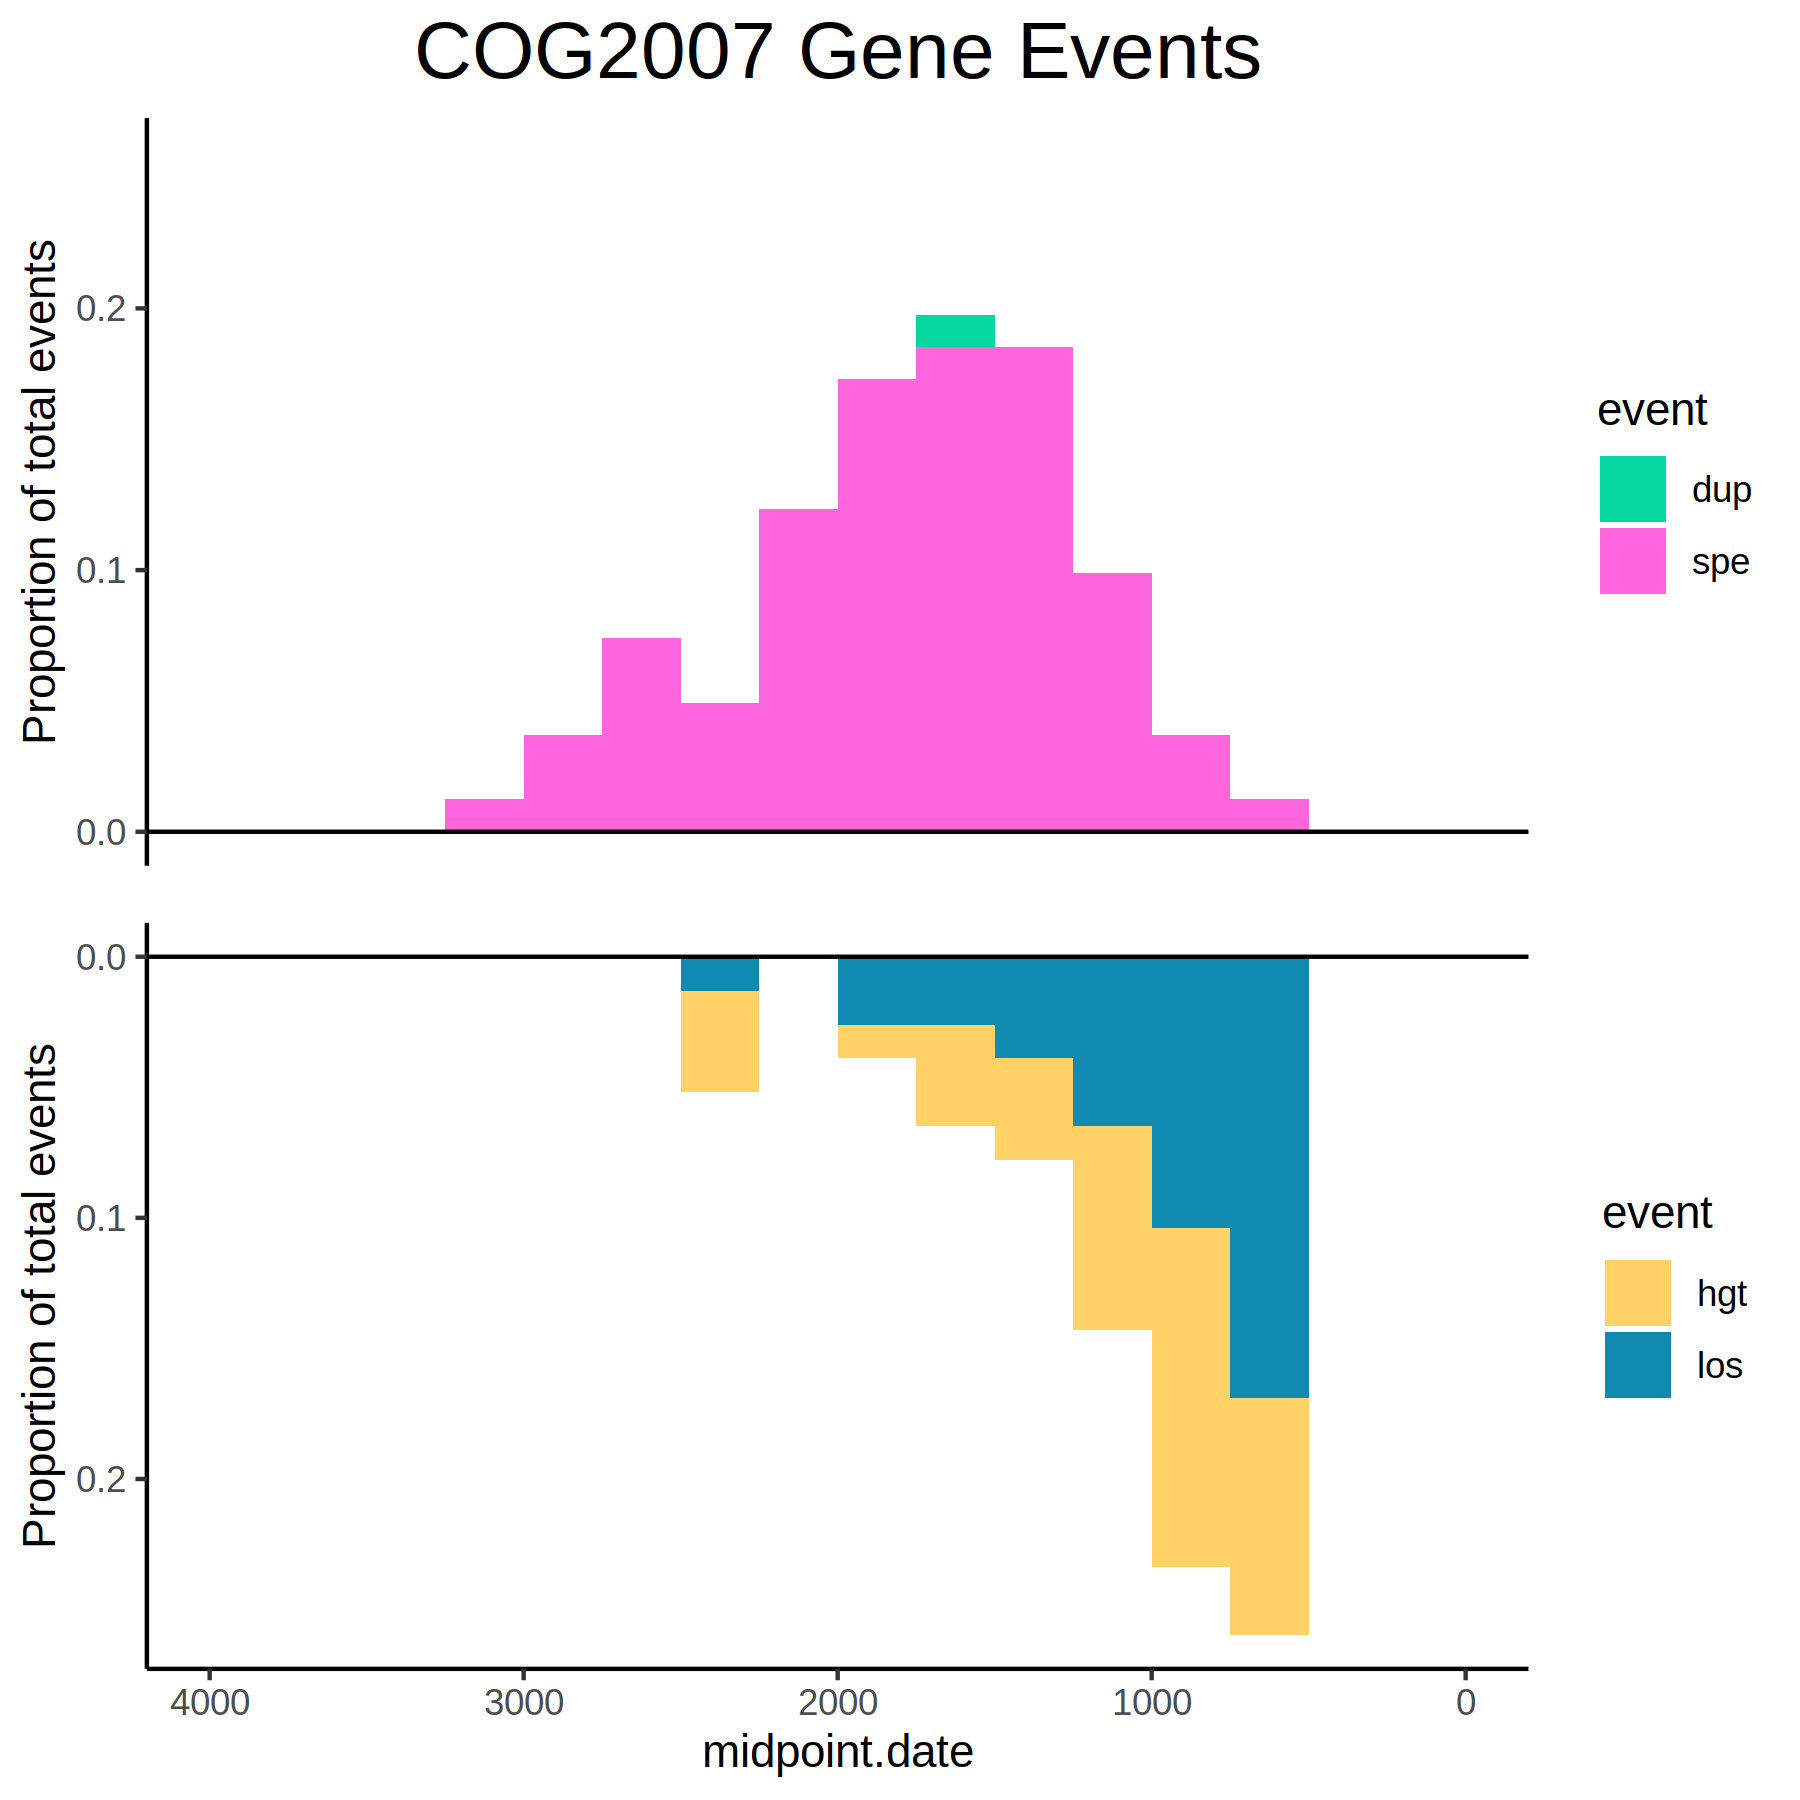 COG2007 Gene Events
Proportion of total events
0.2
0.1
0.0
event
dup
spe
Proportion of total events
0.0
0.1
0.2
event
hgt
los
4000 3000 2000 1000 0
midpoint.date